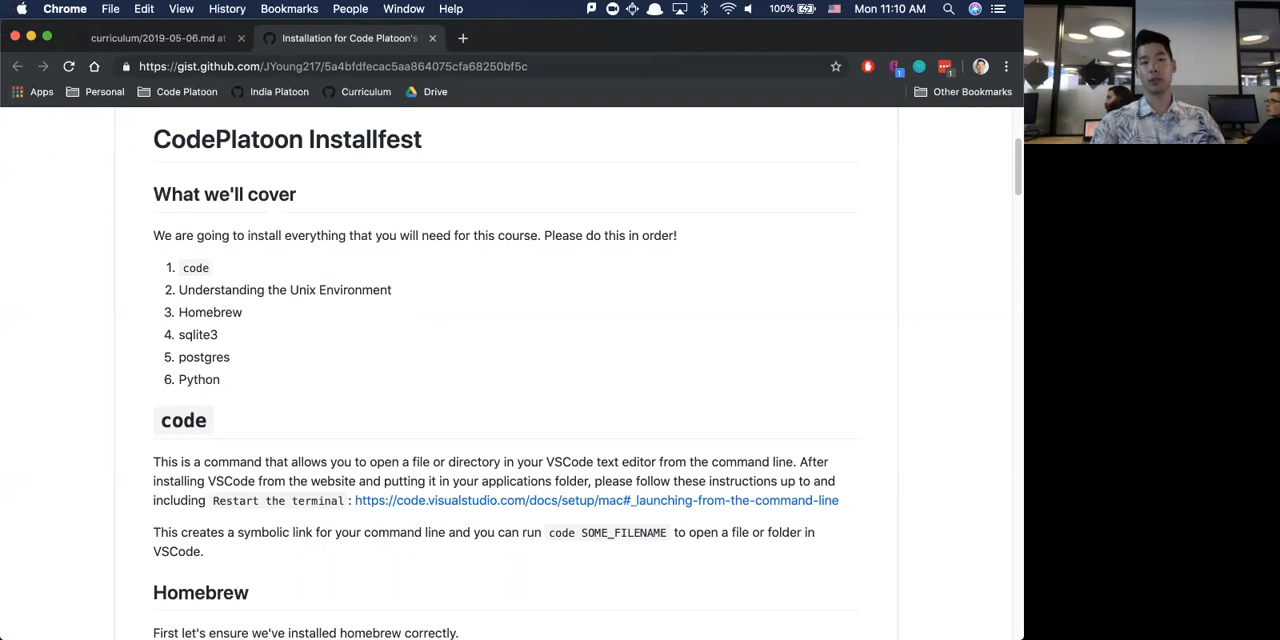 Chrome File Edit View History Bookmarks People Window Help 100% Mon 11:10 AM
curriculum/2019-05-06.md at
Installation for Code Platoon's
https://gist.github.com/JYoung217/5a4bfdfecac5aa864075cfa68250bf5c
1
1
Apps Personal Code Platoon India Platoon Curriculum Drive Other Bookmarks
CodePlatoon Installfest
What we'll cover
We are going to install everything that you will need for this course. Please do this in order!
1. code
2. Understanding the Unix Environment
3. Homebrew
4. sqlite3
5. postgres
6. Python
code
This is a command that allows you to open a file or directory in your VSCode text editor from the command line. After
installing VSCode from the website and putting it in your applications folder, please follow these instructions up to and
including Restart the terminal: https://code.visualstudio.com/docs/setup/mac#_launching-from-the-command-line
This creates a symbolic link for your command line and you can run code SOME_FILENAME to open a file or folder in
VSCode.
Homebrew
First let's ensure we've installed homebrew correctly.